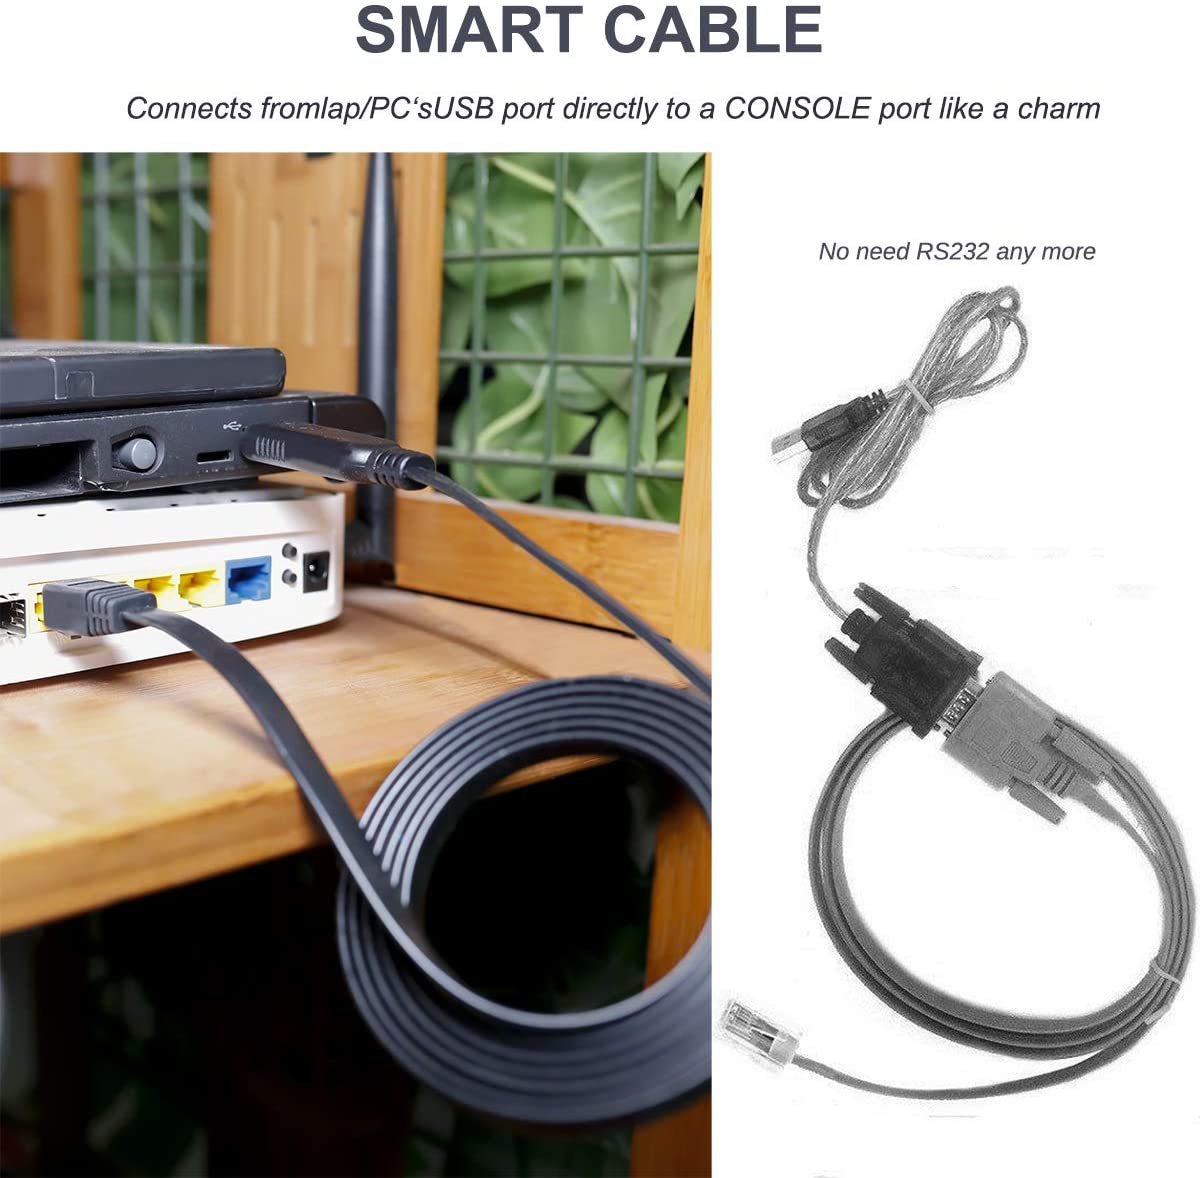 SMART CABLE
Connects fromlap/PC‘sUSB port directly to a CONSOLE port like a charm
No need RS232 any more